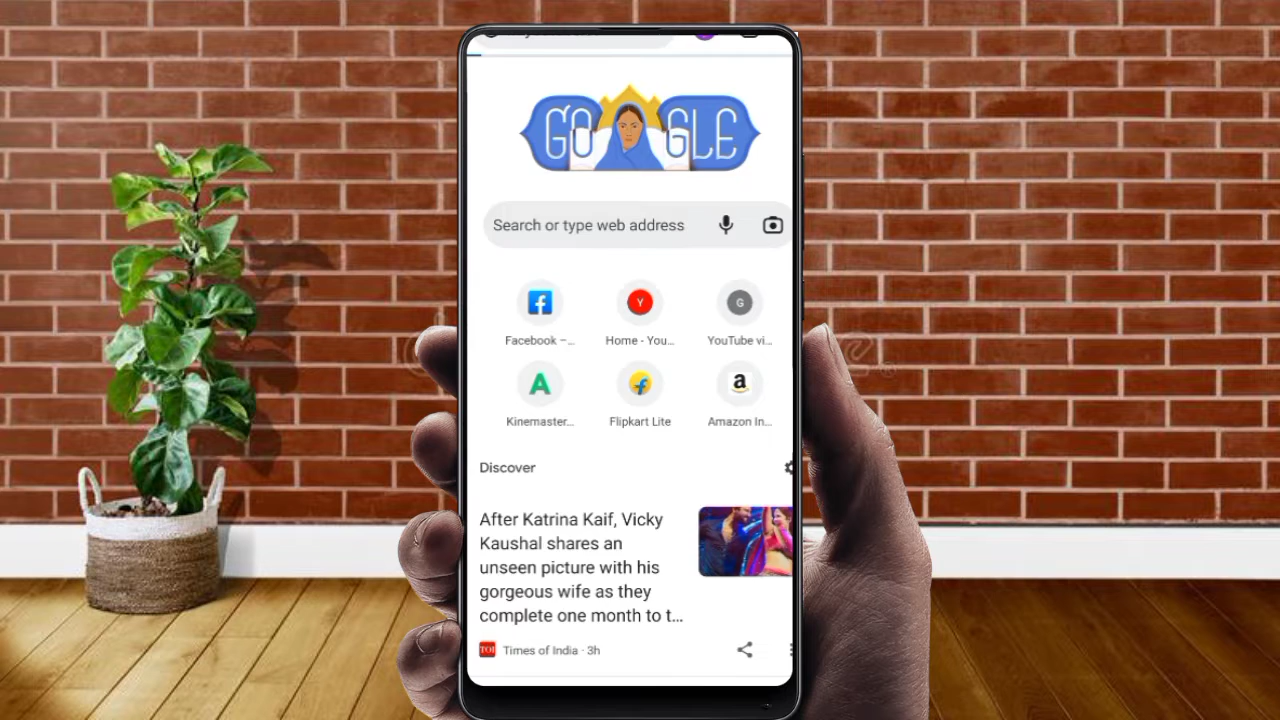 GOOGLE
Search or type web address
G
Y
Facebook –...
Home - You...
YouTube vi...
A
a
Kinemaster...
Flipkart Lite
Amazon In...
Discover
After Katrina Kaif, Vicky
Kaushal shares an
unseen picture with his
gorgeous wife as they
complete one month to t...
TOI
Times of India · 3h